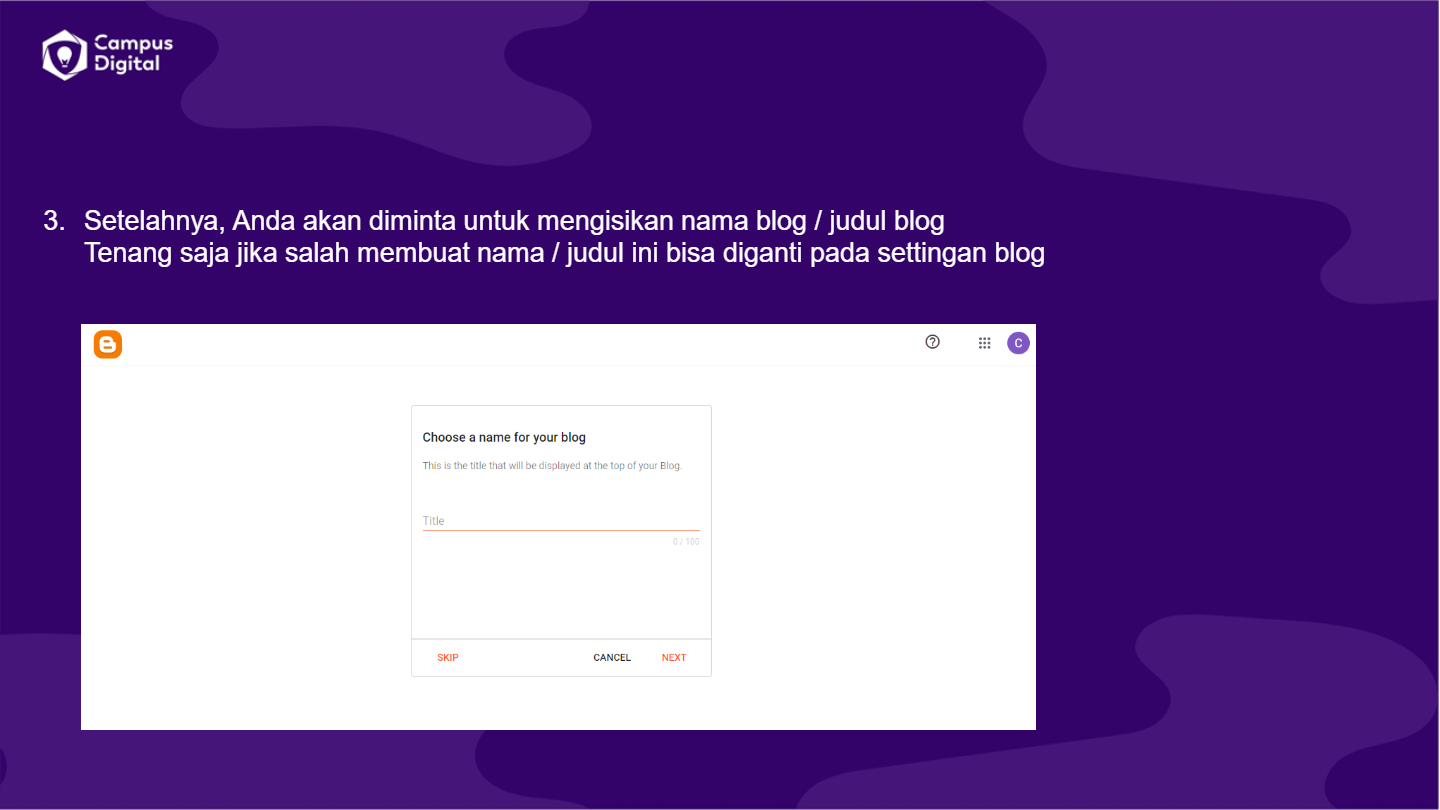 Campus
Digital
3. Setelahnya, Anda akan diminta untuk mengisikan nama blog / judul blog
Tenang saja jika salah membuat nama / judul ini bisa diganti pada settingan blog
C
Choose a name for your blog
This is the title that will be displayed at the top of your Blog.
Title
0 / 100
SKIP CANCEL NEXT